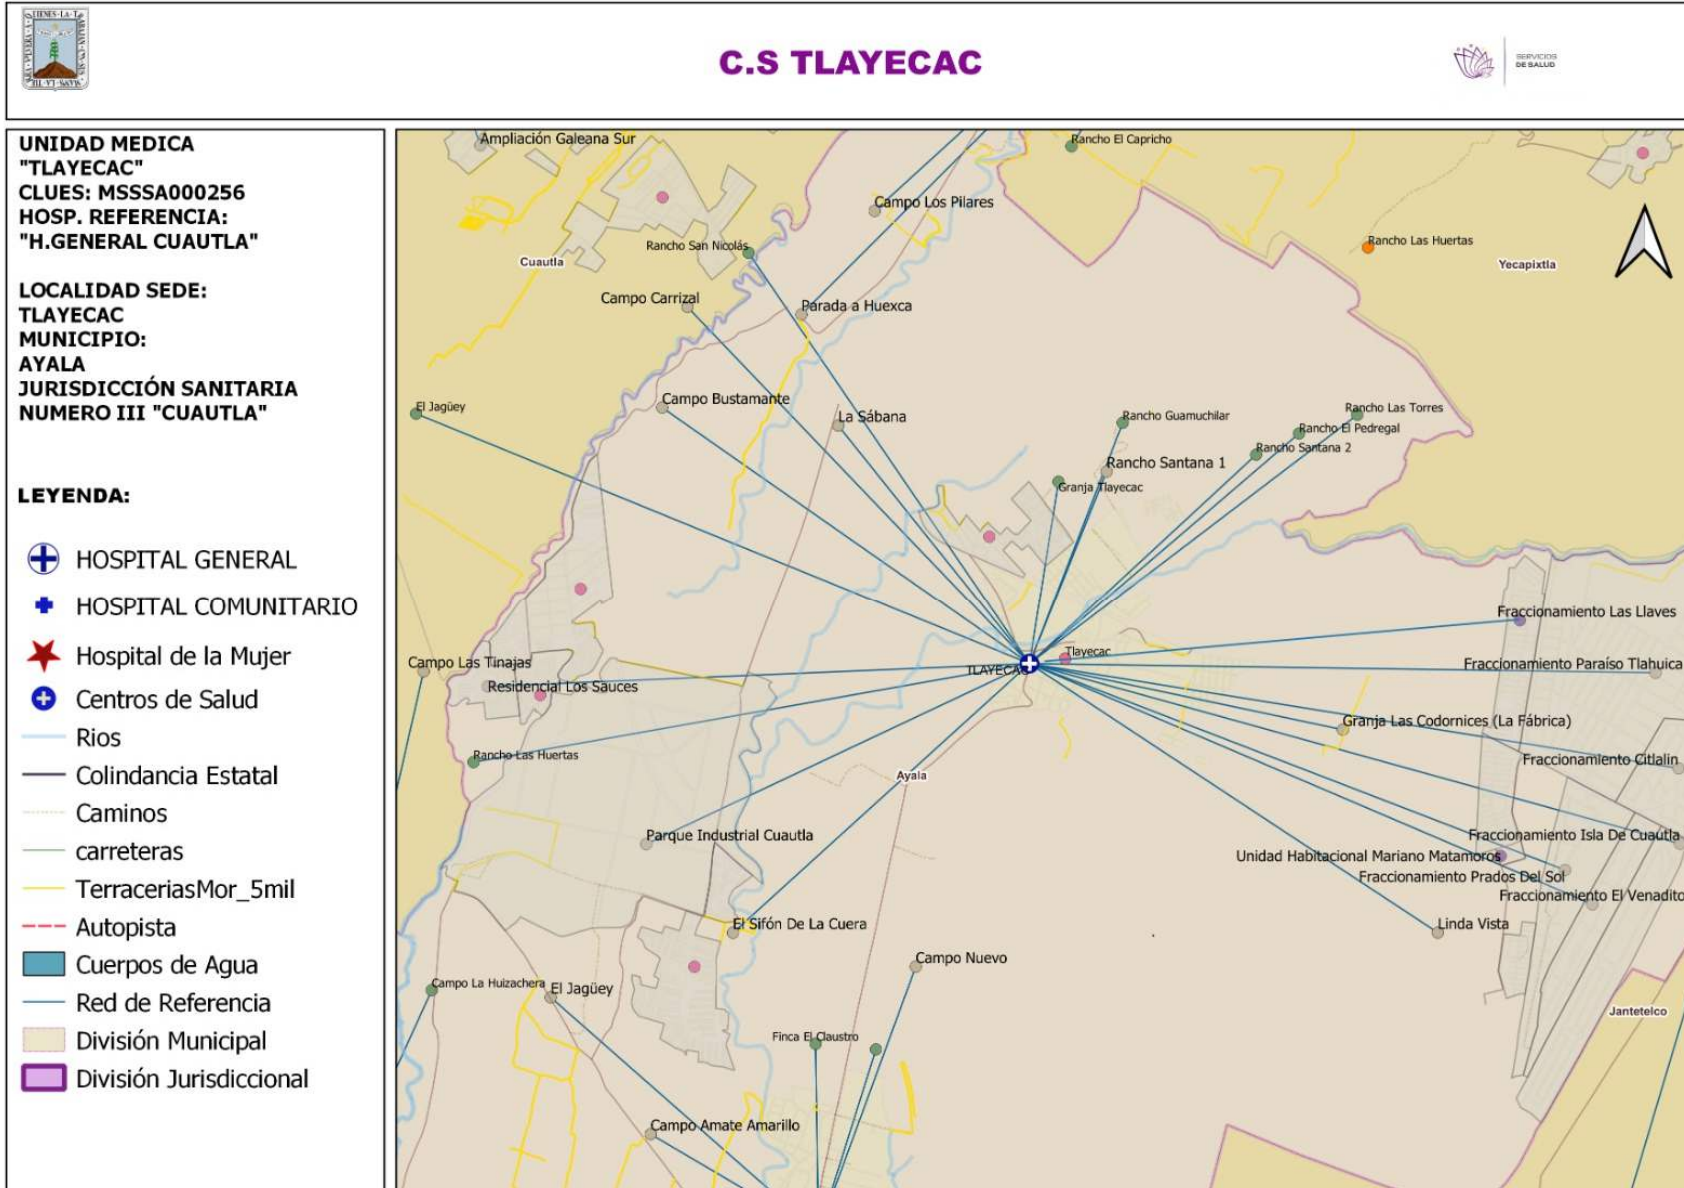 C.S TLAYECAC
SERVICIOS
DE SALUD
UNIDAD MEDICA
"TLAYECAC"
CLUES: MSSSA000256
HOSP. REFERENCIA:
"H.GENERAL CUAUTLA"
LOCALIDAD SEDE:
TLAYECAC
MUNICIPIO:
AYALA
JURISDICCIÓN SANITARIA
NUMERO III "CUAUTLA"
LEYENDA:
HOSPITAL GENERAL
HOSPITAL COMUNITARIO
Hospital de la Mujer
Centros de Salud
Rios
Colindancia Estatal
Caminos
carreteras
TerraceriasMor_5mil
Autopista
Cuerpos de Agua
Red de Referencia
División Municipal
División Jurisdiccional
Ampliación Galeana Sur
Rancho El Capricho
Campo Los Pilares
Rancho San Nicolás
Rancho Las Huertas
Cuautla
Yecapixtla
Campo Carrizal
Parada a Huexca
Campo Bustamante
El Jagüey
La Sábana
Rancho Guamuchilar
Rancho Las Torres
Rancho El Pedregal
Rancho Santana 2
Rancho Santana 1
Granja Tlayecac
Fraccionamiento Las Llaves
Tlayecac
TLAYECAC
Campo Las Tinajas
Fraccionamiento Paraíso Tlahuica
Residencial Los Sauces
Granja Las Codornices (La Fábrica)
Rancho Las Huertas
Fraccionamiento Citlalin
Ayala
Parque Industrial Cuautla
Fraccionamiento Isla De Cuautla
Unidad Habitacional Mariano Matamoros
Fraccionamiento Prados Del Sol
Fraccionamiento El Venadito
El Sifón De La Cuera
Linda Vista
Campo Nuevo
Campo La Huizachera
El Jagüey
Jantetelco
Finca El Claustro
Campo Amate Amarillo